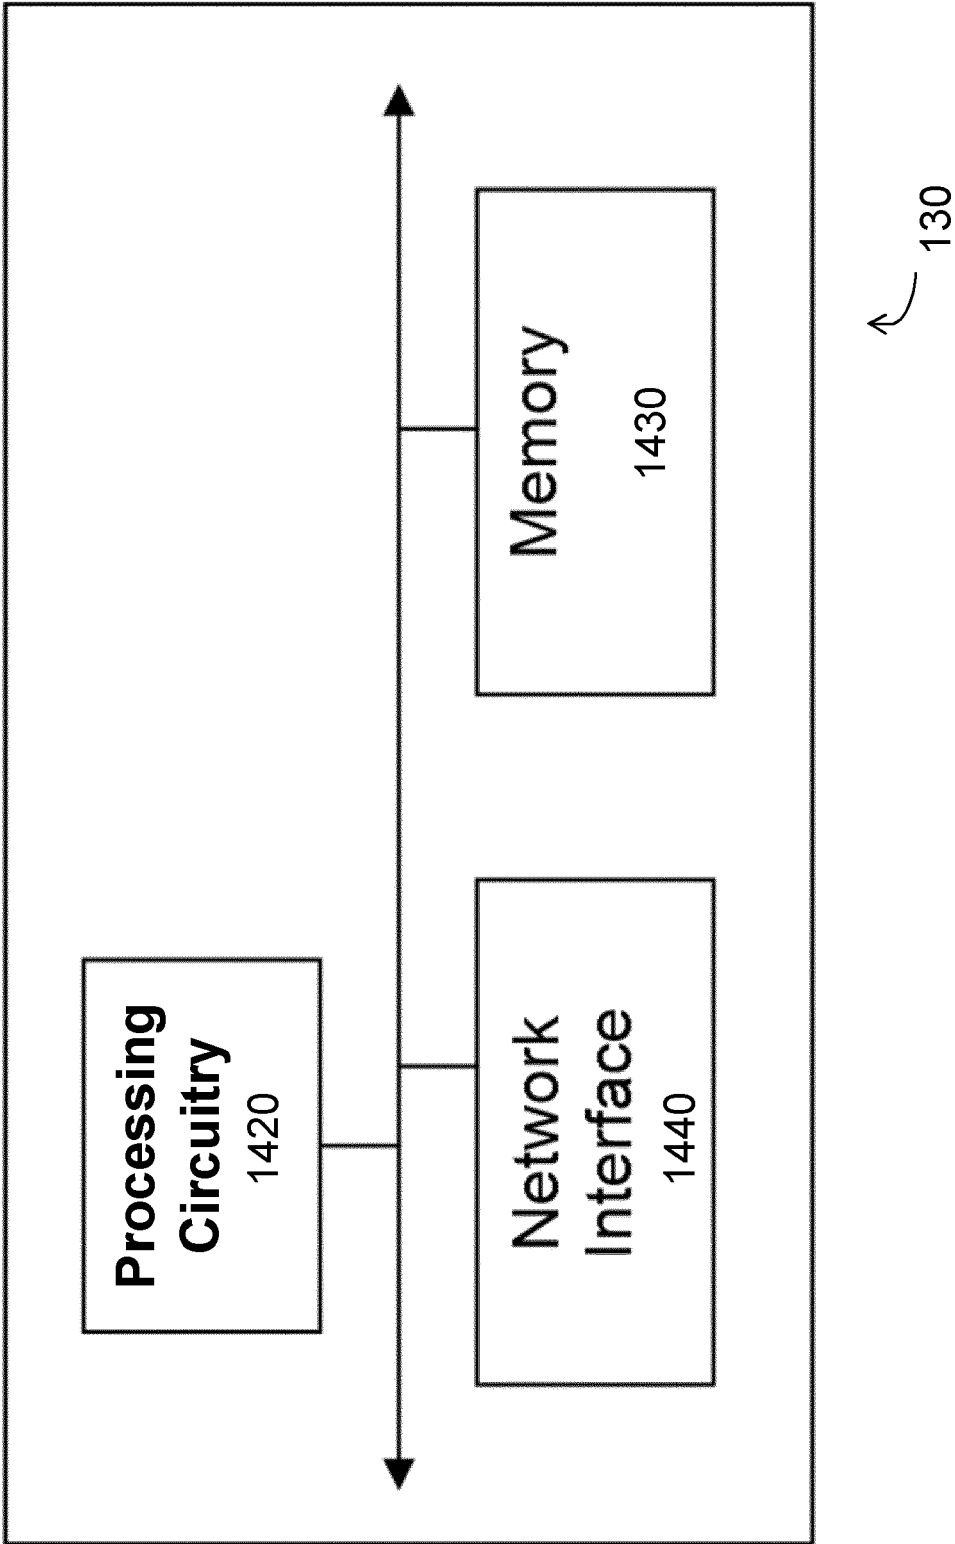 Processing
Circuitry
1420
Network
Interface
1440
Memory
1430
130